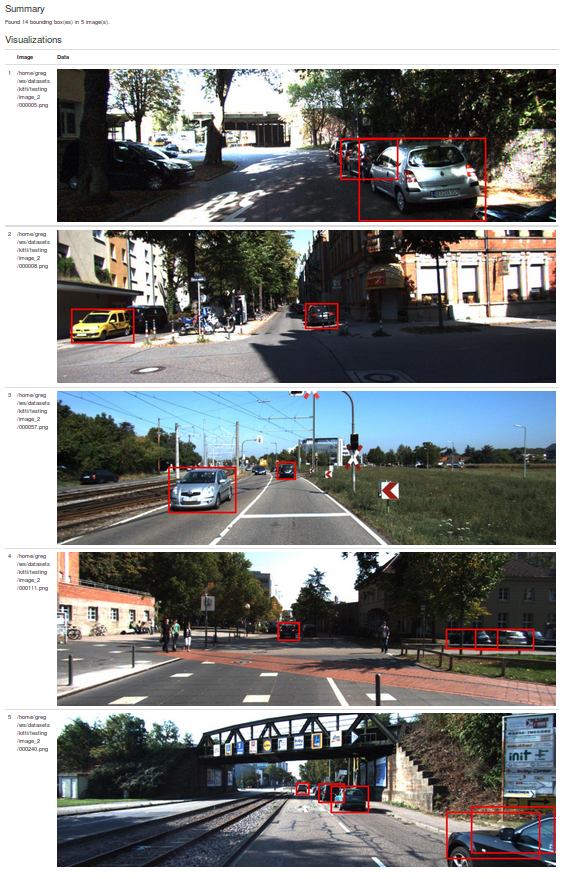 Summary
Found 14 bounding box(es) in 5 image(s).
Visualizations
Image Data
1 /home/greg
/ws/datasets
/kitti/testing
/image_2
/000005.png
2 /home/greg
/ws/datasets
/kitti/testing
/image_2
/000008.png
3 /home/greg
/ws/datasets
/kitti/testing
/image_2
/000057.png
4 /home/greg
/ws/datasets
/kitti/testing
/image_2
/000111.png
5 /home/greg
/ws/datasets
/kitti/testing
/image_2
/000240.png
init